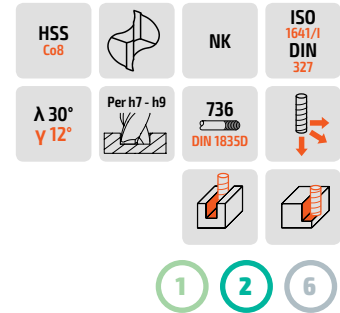 HSS
Co8
NK
ISO
1641/I
DIN
327
λ 30°
γ 12°
Per h7 - h9
736
DIN 1835D
1
2
6